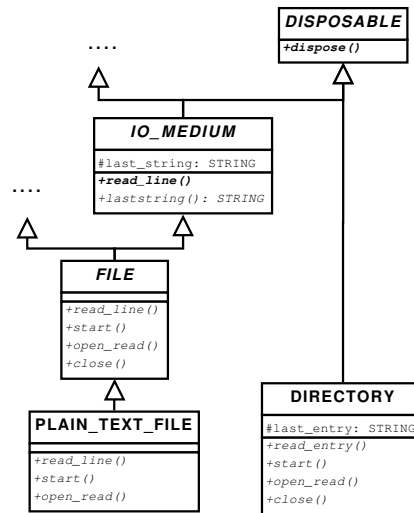 DISPOSABLE
+dispose()
....
IO_MEDIUM
#last_string: STRING
+read_line()
+laststring(): STRING
....
FILE
+read_line()
+start()
+open_read()
+close()
PLAIN_TEXT_FILE
+read_line()
+start()
+open_read()
DIRECTORY
#last_entry: STRING
+read_entry()
+start()
+open_read()
+close()